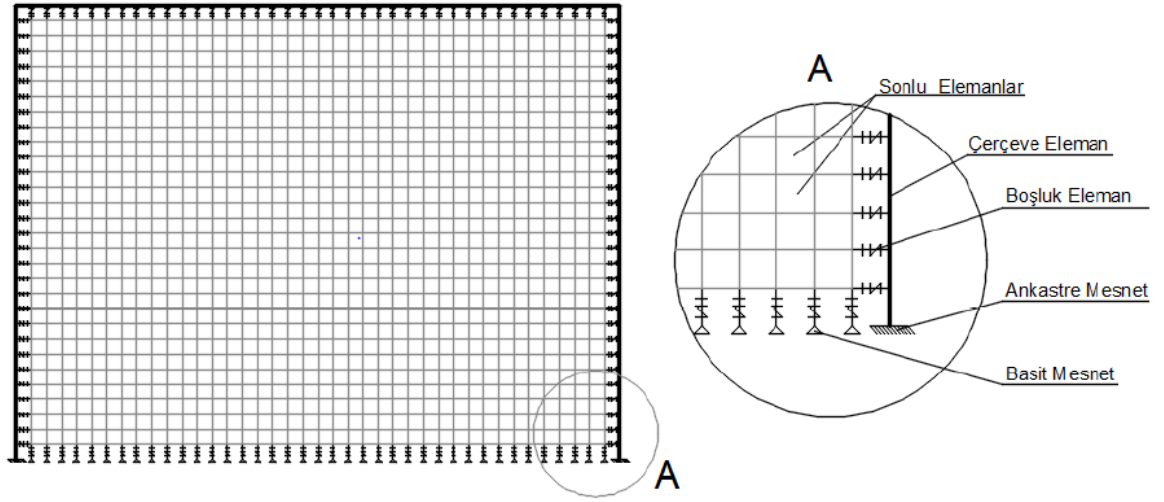 A
Sonlu Elemanlar
Çerçeve Eleman
Boşluk Eleman
Ankastre Mesnet
Basit Mesnet
A